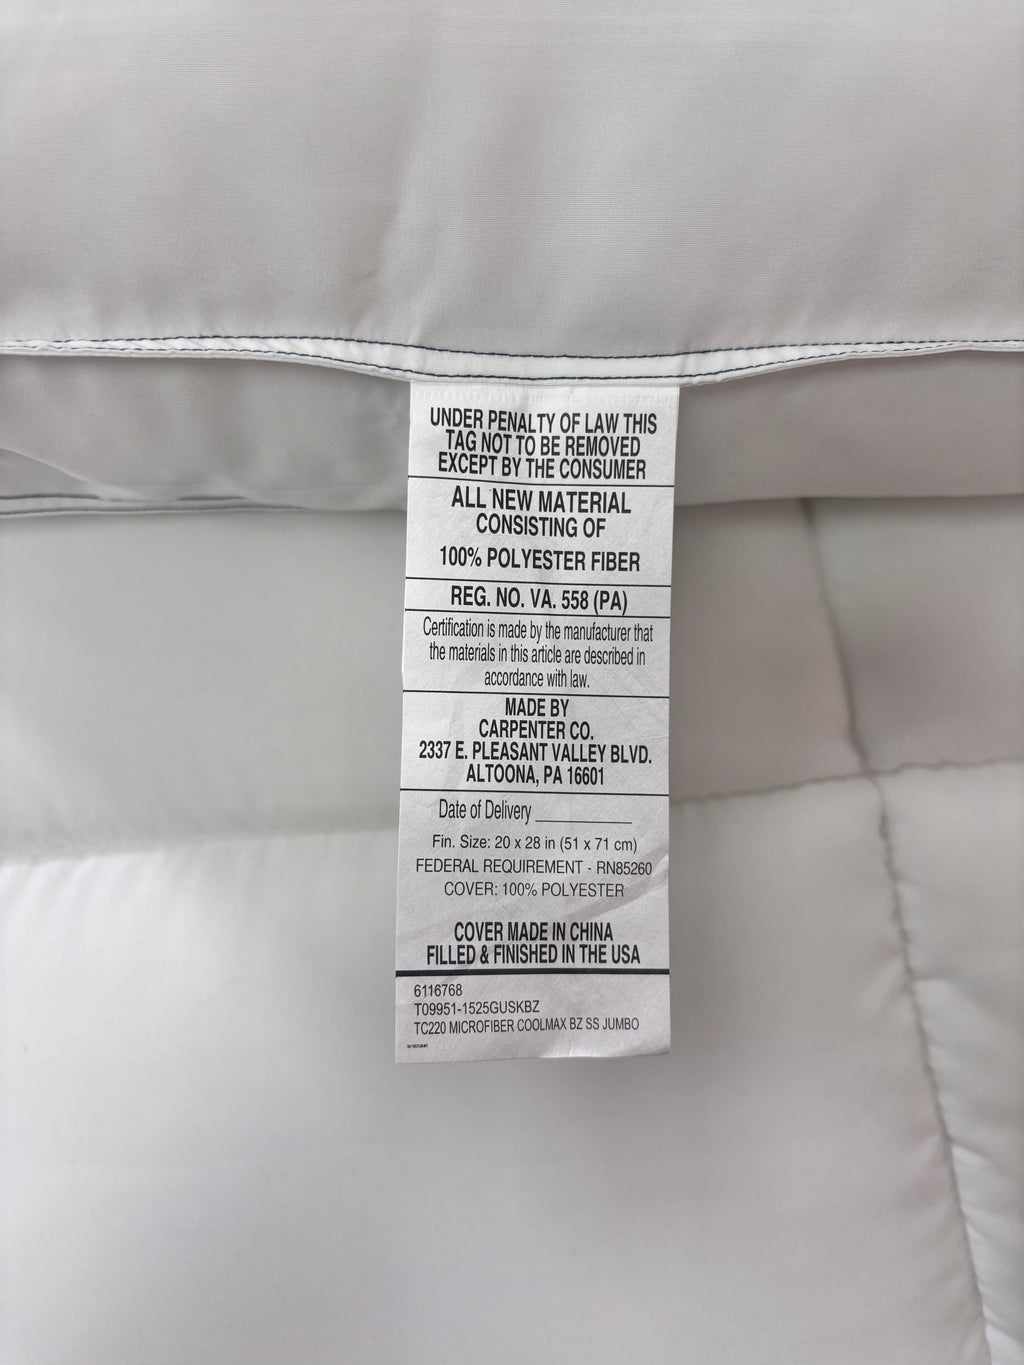 UNDER PENALTY OF LAW THIS
TAG NOT TO BE REMOVED
EXCEPT BY THE CONSUMER
ALL NEW MATERIAL
CONSISTING OF
100% POLYESTER FIBER
REG. NO. VA. 558 (PA)
Certification is made by the manufacturer that
the materials in this article are described in
accordance with law.
MADE BY
CARPENTER CO.
2337 E. PLEASANT VALLEY BLVD.
ALTOONA, PA 16601
Date of Delivery ___________
Fin. Size: 20 x 28 in (51 x 71 cm)
FEDERAL REQUIREMENT - RN85260
COVER: 100% POLYESTER
COVER MADE IN CHINA
FILLED & FINISHED IN THE USA
6116768
T09951-1525GUSKBZ
TC220 MICROFIBER COOLMAX BZ SS JUMBO